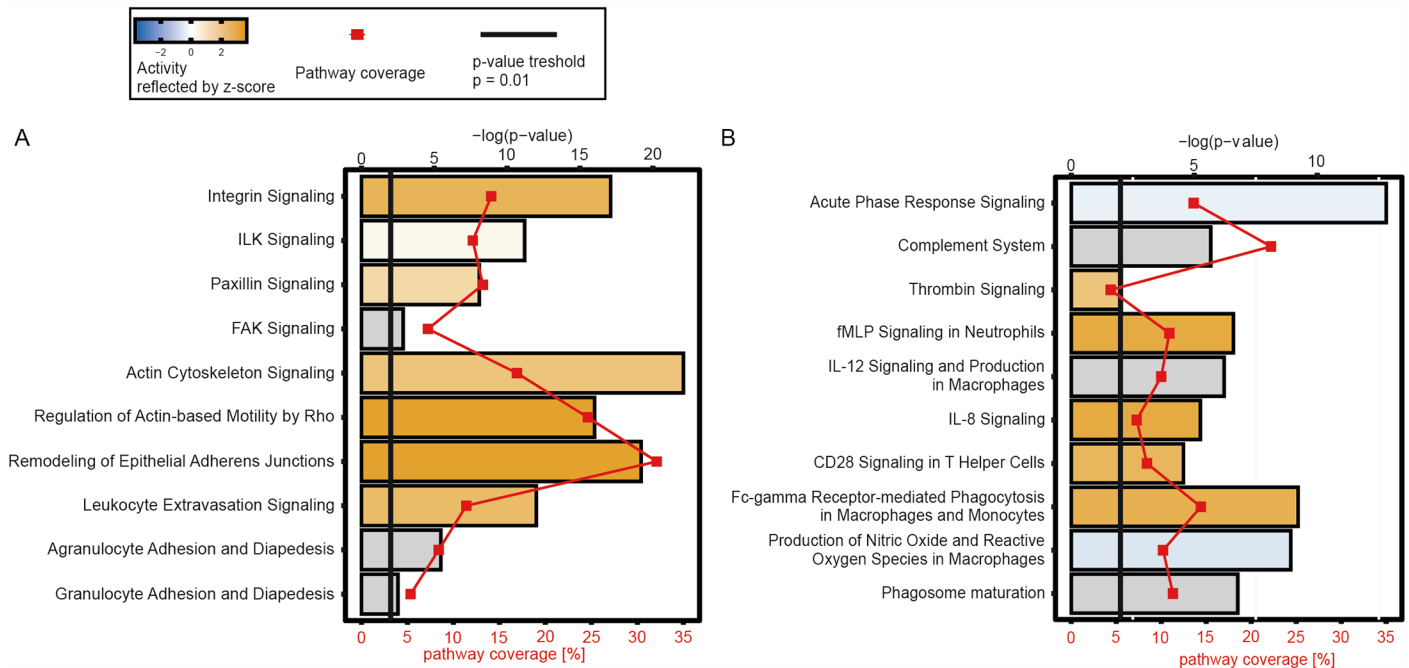 −2 0 2
Activity
reflected by z-score
Pathway coverage
p-value treshold
p = 0.01
A
−log(p−value)
0 5 10 15 20
Integrin Signaling
ILK Signaling
Paxillin Signaling
FAK Signaling
Actin Cytoskeleton Signaling
Regulation of Actin-based Motility by Rho
Remodeling of Epithelial Adherens Junctions
Leukocyte Extravasation Signaling
Agranulocyte Adhesion and Diapedesis
Granulocyte Adhesion and Diapedesis
0 5 10 15 20 25 30 35
pathway coverage [%]
B
−log(p−value)
0 5 10
Acute Phase Response Signaling
Complement System
Thrombin Signaling
fMLP Signaling in Neutrophils
IL-12 Signaling and Production
in Macrophages
IL-8 Signaling
CD28 Signaling in T Helper Cells
Fc-gamma Receptor-mediated Phagocytosis
in Macrophages and Monocytes
Production of Nitric Oxide and Reactive
Oxygen Species in Macrophages
Phagosome maturation
0 5 10 15 20 25 30 35
pathway coverage [%]